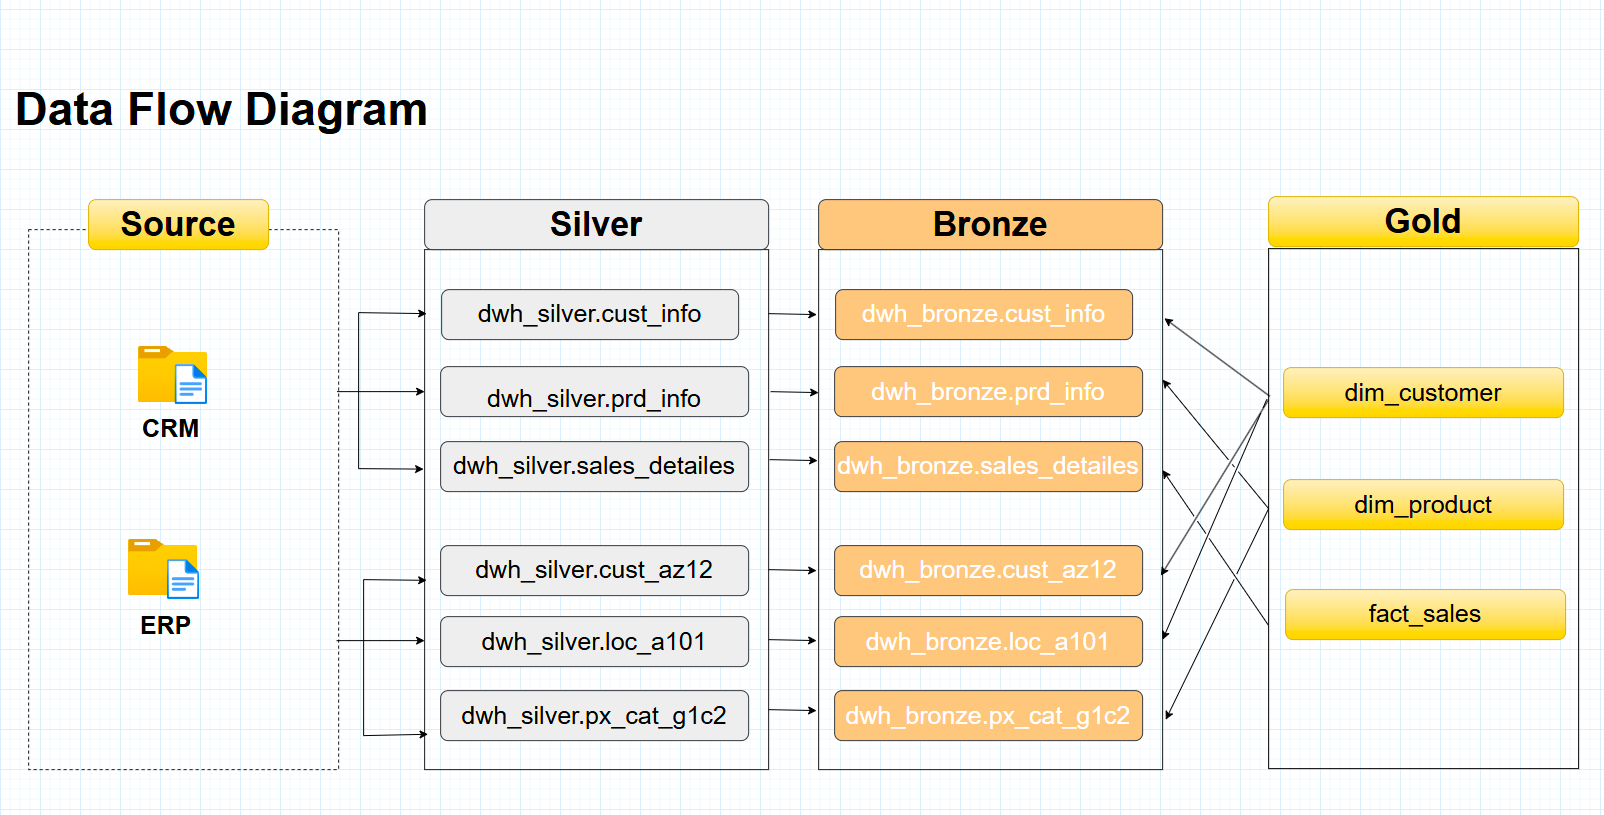 Data Flow Diagram
Source
CRM
ERP
Silver
dwh_silver.cust_info
dwh_silver.prd_info
dwh_silver.sales_detailes
dwh_silver.cust_az12
dwh_silver.loc_a101
dwh_silver.px_cat_g1c2
Bronze
dwh_bronze.cust_info
dwh_bronze.prd_info
dwh_bronze.sales_detailes
dwh_bronze.cust_az12
dwh_bronze.loc_a101
dwh_bronze.px_cat_g1c2
Gold
dim_customer
dim_product
fact_sales